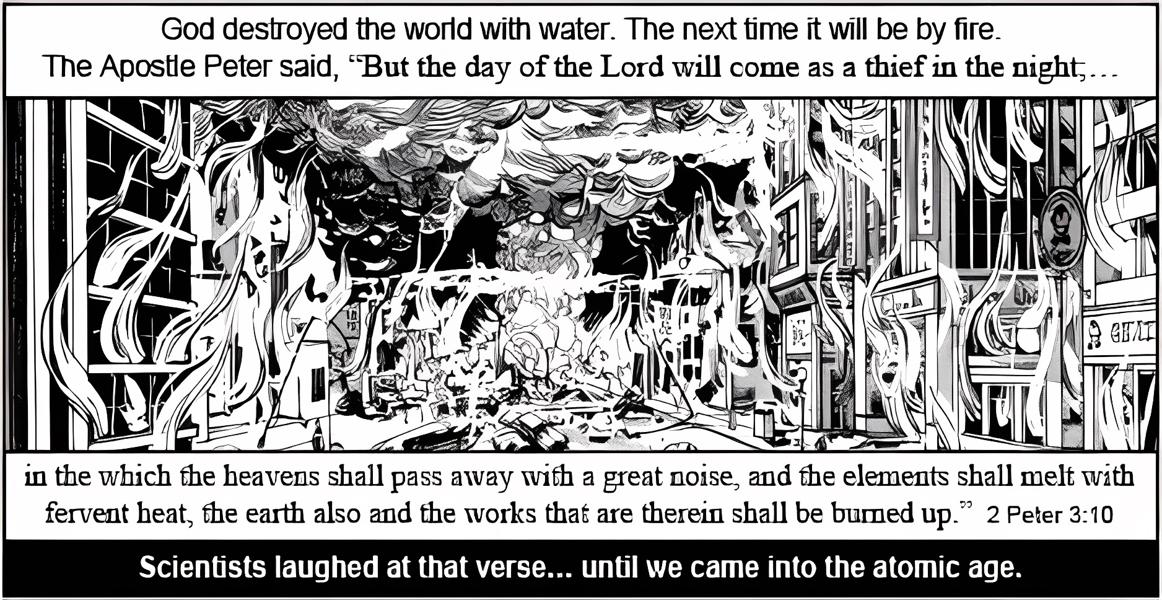 God destroyed the world with water. The next time it will be by fire.
The Apostle Peter said, “But the day of the Lord will come as a thief in the night;...
in the which the heavens shall pass away with a great noise, and the elements shall melt with
fervent heat, the earth also and the works that are therein shall be burned up.” 2 Peter 3:10
Scientists laughed at that verse... until we came into the atomic age.